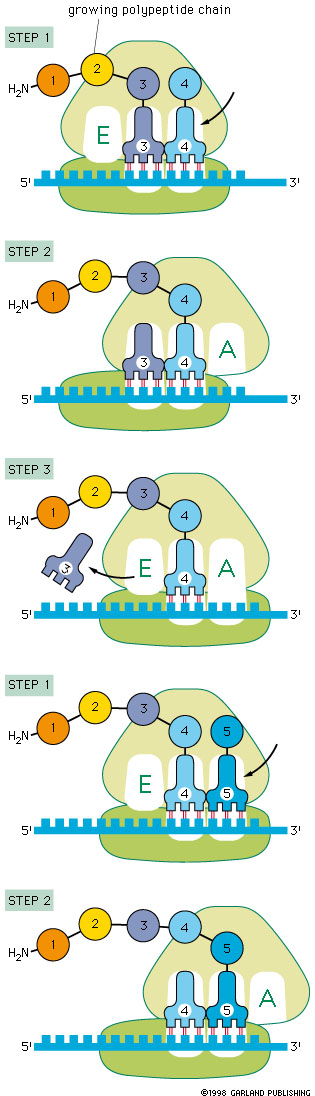 growing polypeptide chain
STEP 1
H₂N 1 2 3 4
E 3 4
5' 3'
STEP 2
H₂N 1 2 3 4
3 4 A
5' 3'
STEP 3
H₂N 1 2 3 4
3 E 4 A
5' 3'
STEP 1
H₂N 1 2 3 4 5
E 4 5
5' 3'
STEP 2
H₂N 1 2 3 4 5
4 5 A
5' 3'
©1998 GARLAND PUBLISHING